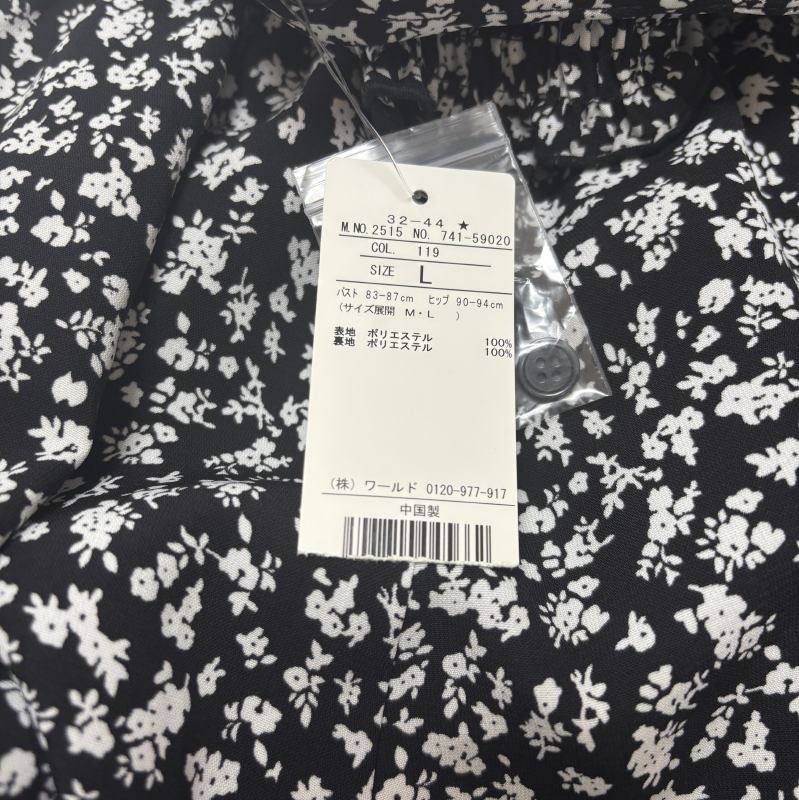 32-44 ★
M.NO.2515 NO. 741-59020
COL. 119
SIZE L
バスト 83-87cm ヒップ 90-94cm
(サイズ展開 M・L )
表地 ポリエステル 100%
裏地 ポリエステル 100%
(株) ワールド 0120-977-917
中国製